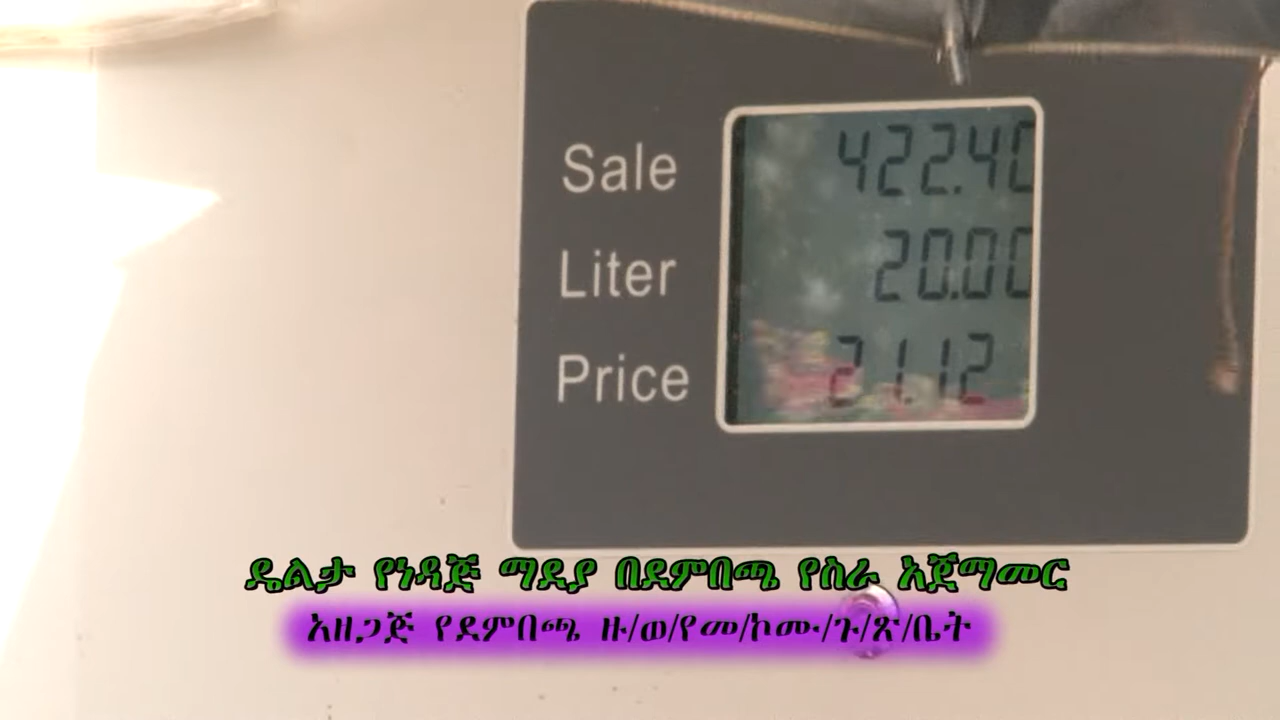 Sale 422.40
Liter 20.00
Price 21.12
ዴልታ የነዳጅ ማደያ በደምበጫ የስራ አጀማመር
አዘጋጅ የደምበጫ ዙ/ወ/የመ/ኮሙ/ጉ/ጽ/ቤት